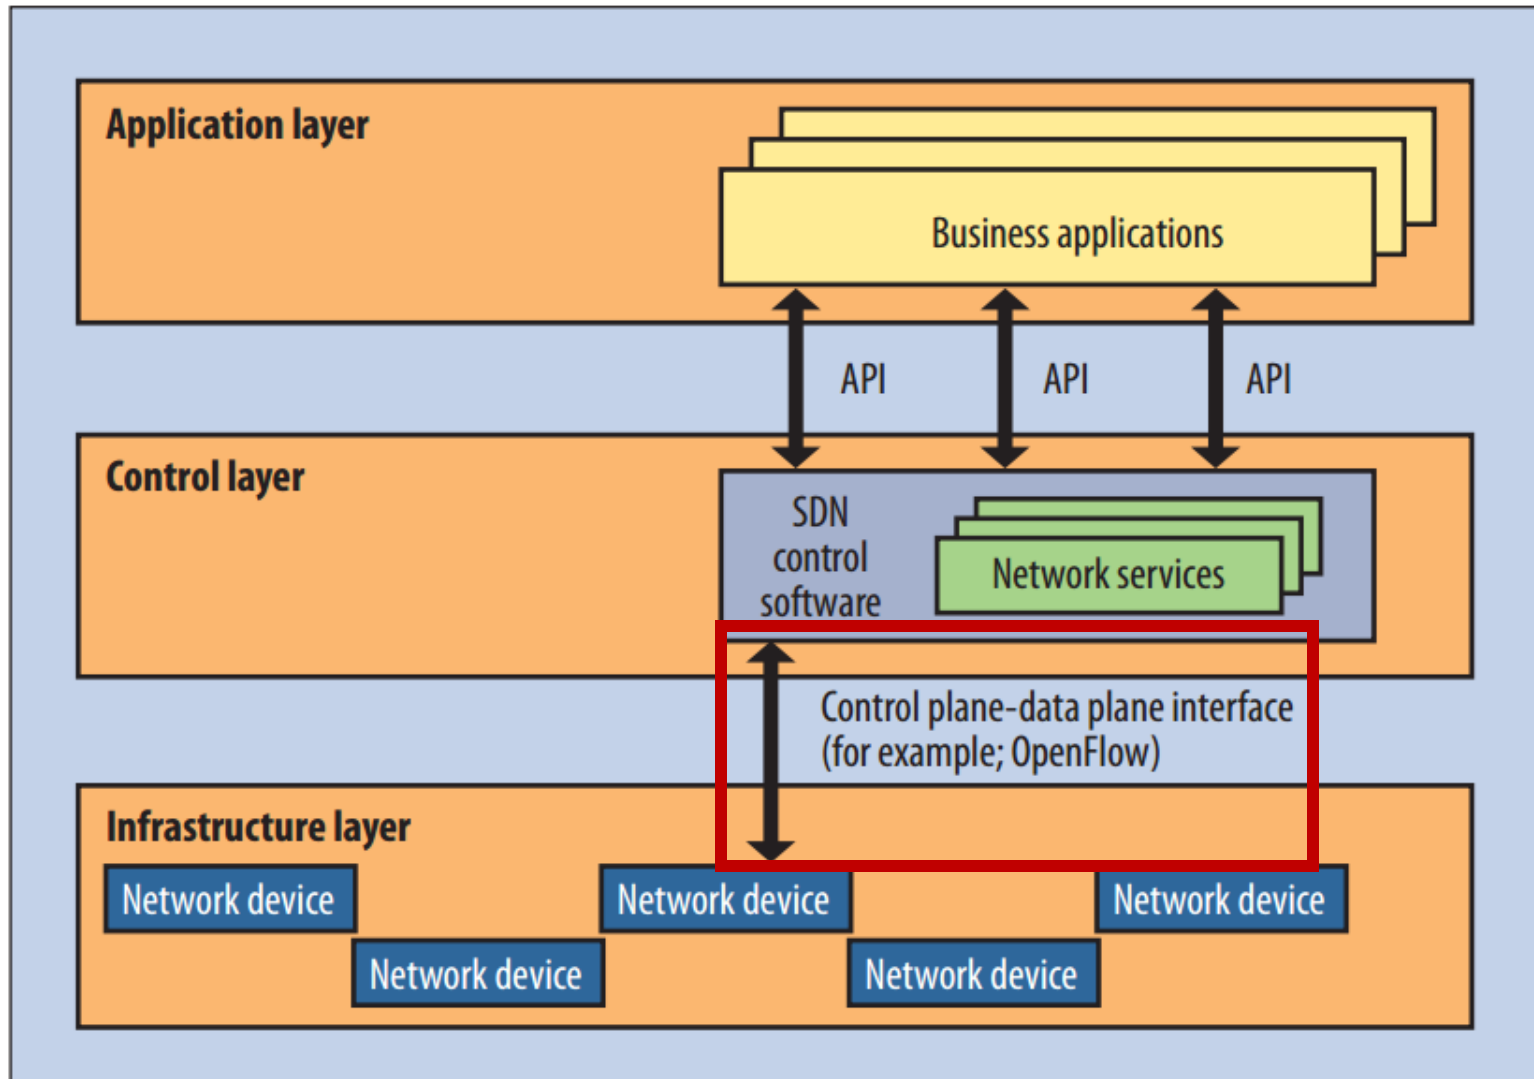 Application layer
Business applications
API
API
API
Control layer
SDN
control
software
Network services
Control plane-data plane interface
(for example; OpenFlow)
Infrastructure layer
Network device
Network device
Network device
Network device
Network device